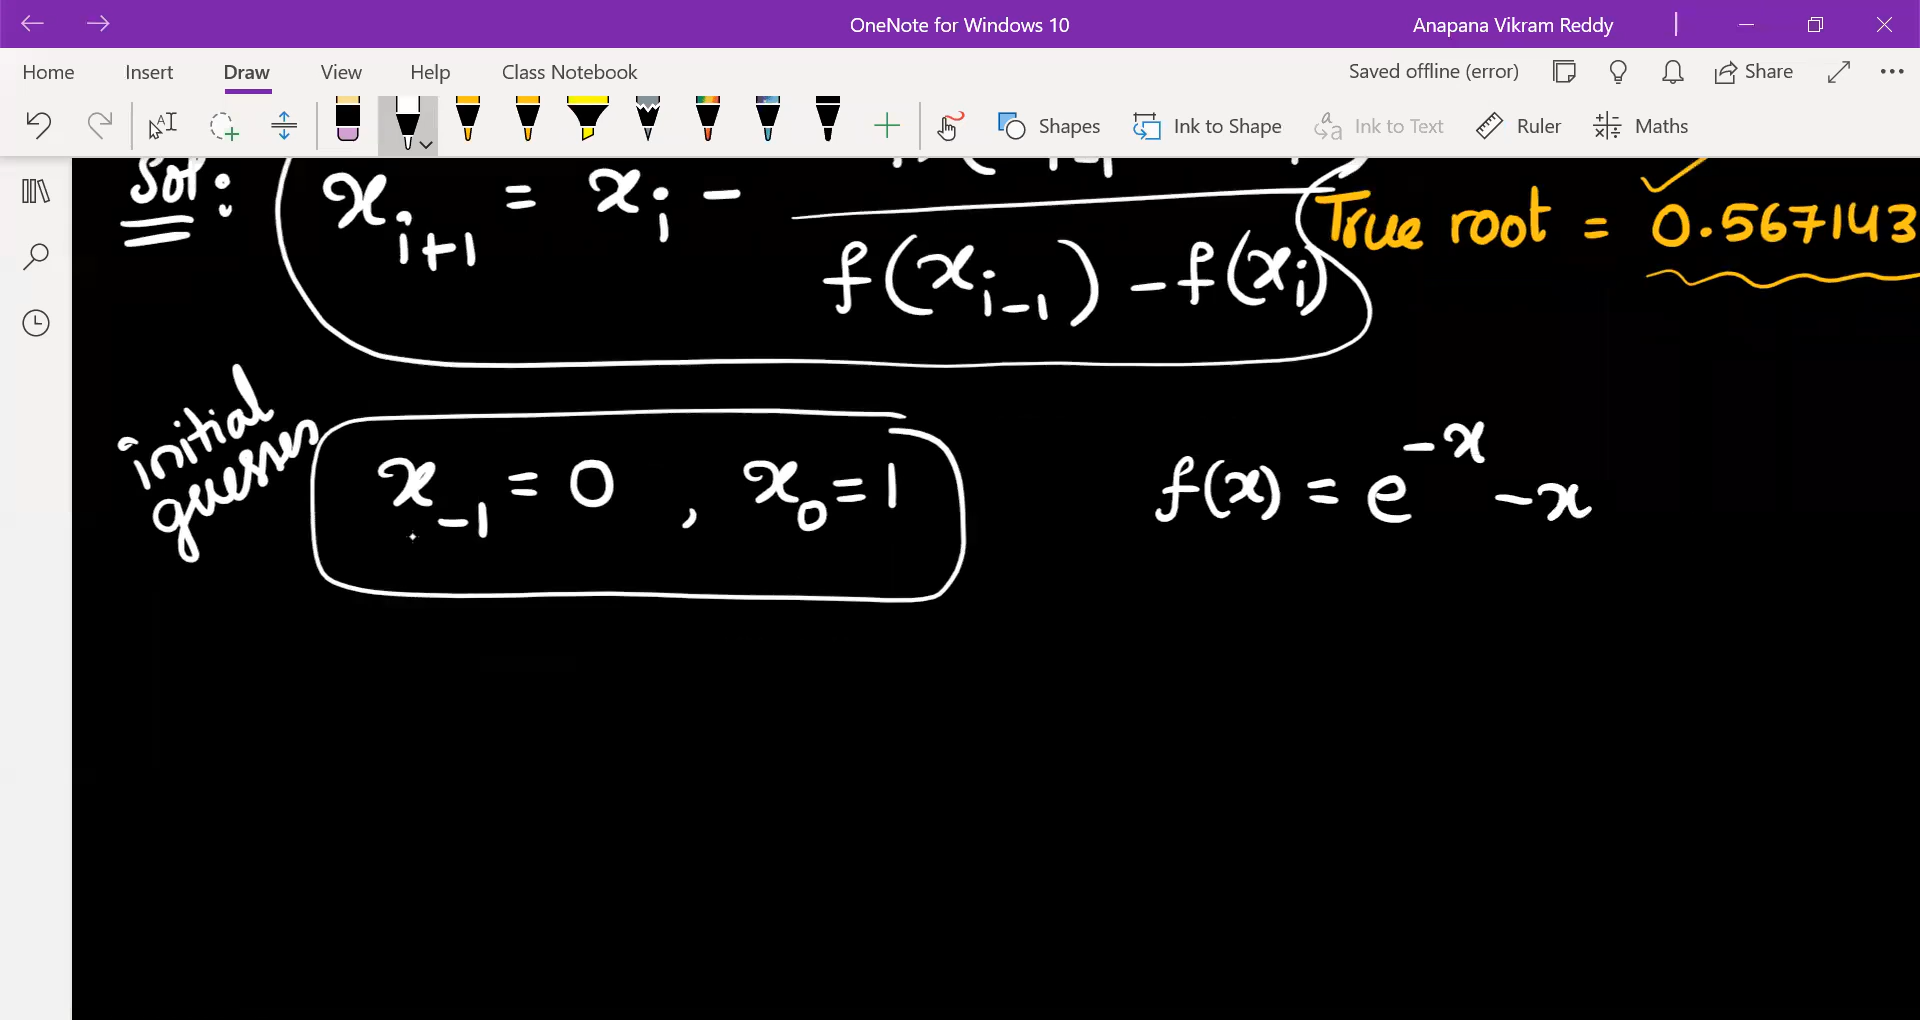 OneNote for Windows 10 Anapana Vikram Reddy
Home Insert Draw View Help Class Notebook Saved offline (error) Share
Shapes Ink to Shape Ink to Text Ruler Maths
Sol: x_{i+1} = x_i -
f(x_{i-1}) - f(x_i)
True root = 0.567143
initial guesses
x_{-1} = 0 , x_0 = 1
f(x) = e^{-x} - x